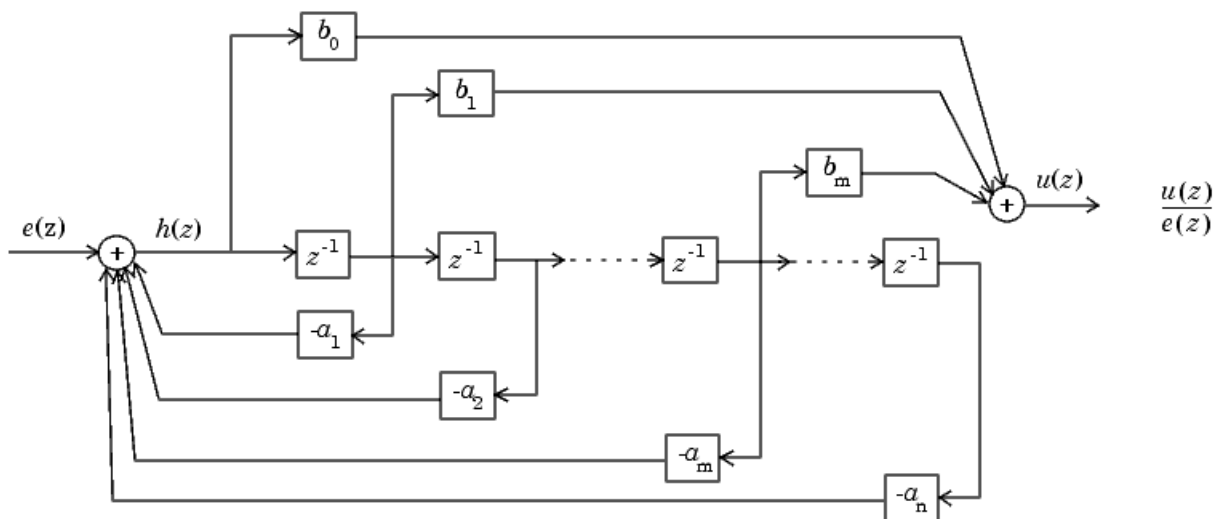 b₀
b₁
bₘ
u(z)
u(z)
e(z)
e(z)
h(z)
+
+
z⁻¹
z⁻¹
z⁻¹
z⁻¹
-a₁
-a₂
-aₘ
-aₙ